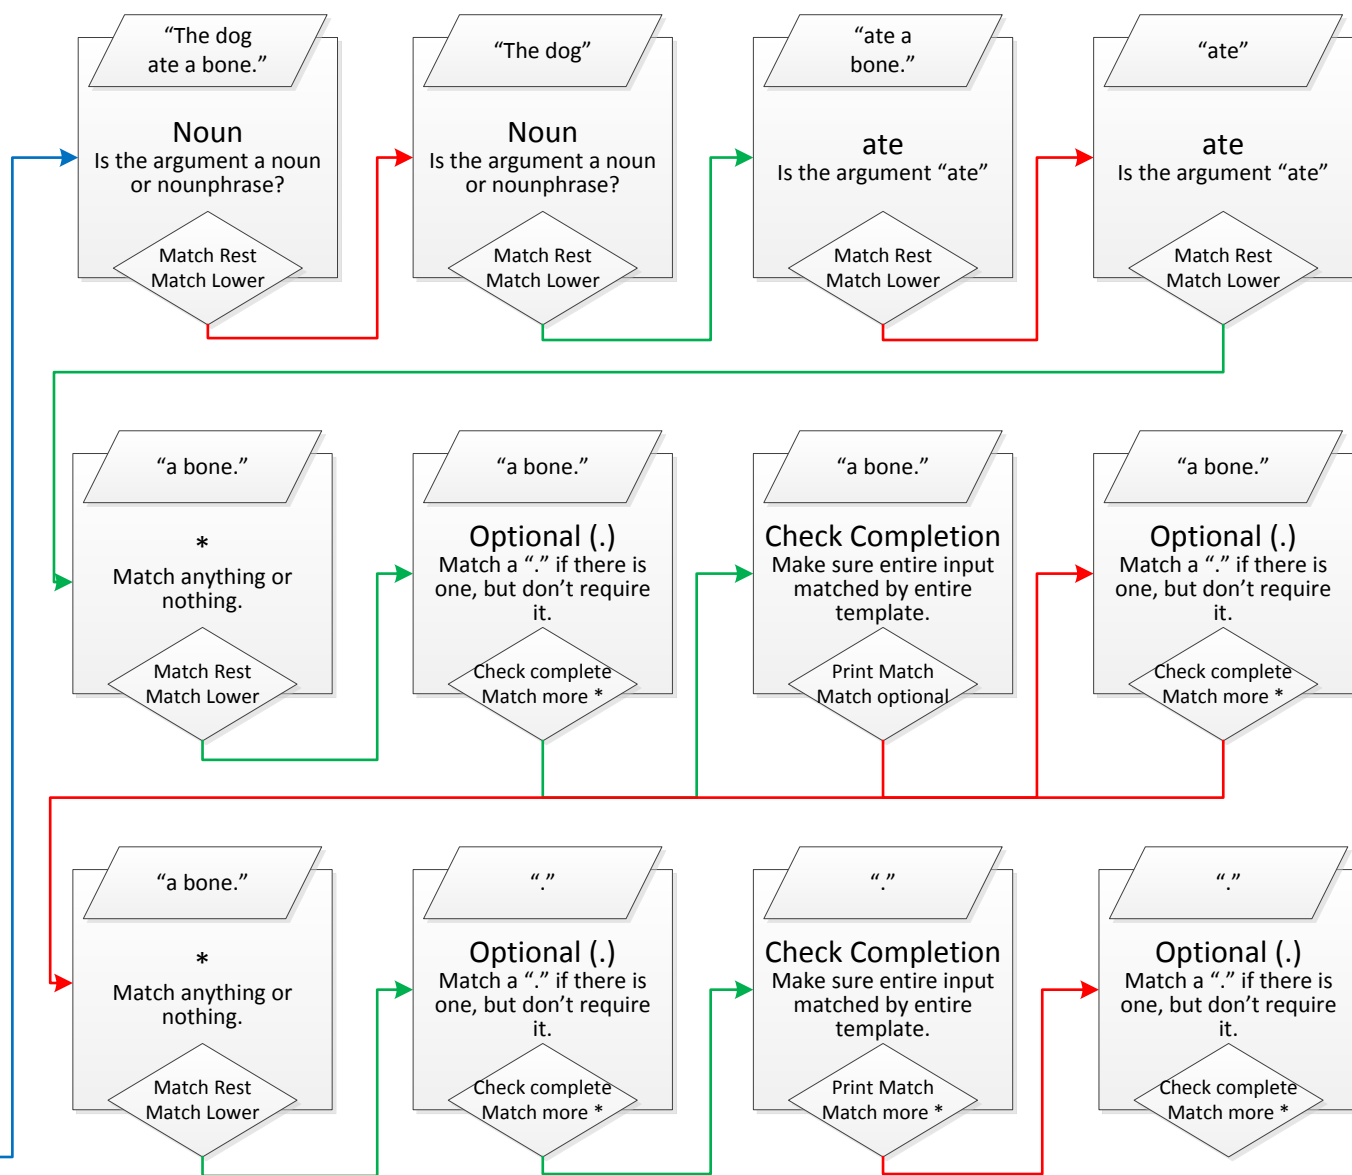 “The dog
ate a bone.”
Noun
Is the argument a noun
or nounphrase?
Match Rest
Match Lower
“The dog”
Noun
Is the argument a noun
or nounphrase?
Match Rest
Match Lower
“ate a
bone.”
ate
Is the argument “ate”
Match Rest
Match Lower
“ate”
ate
Is the argument “ate”
Match Rest
Match Lower
“a bone.”
*
Match anything or
nothing.
Match Rest
Match Lower
“a bone.”
Optional (.)
Match a “.” if there is
one, but don’t require
it.
Check complete
Match more *
“a bone.”
Check Completion
Make sure entire input
matched by entire
template.
Print Match
Match optional
“a bone.”
Optional (.)
Match a “.” if there is
one, but don’t require
it.
Check complete
Match more *
“a bone.”
*
Match anything or
nothing.
Match Rest
Match Lower
“.”
Optional (.)
Match a “.” if there is
one, but don’t require
it.
Check complete
Match more *
“.”
Check Completion
Make sure entire input
matched by entire
template.
Print Match
Match more *
“.”
Optional (.)
Match a “.” if there is
one, but don’t require
it.
Check complete
Match more *